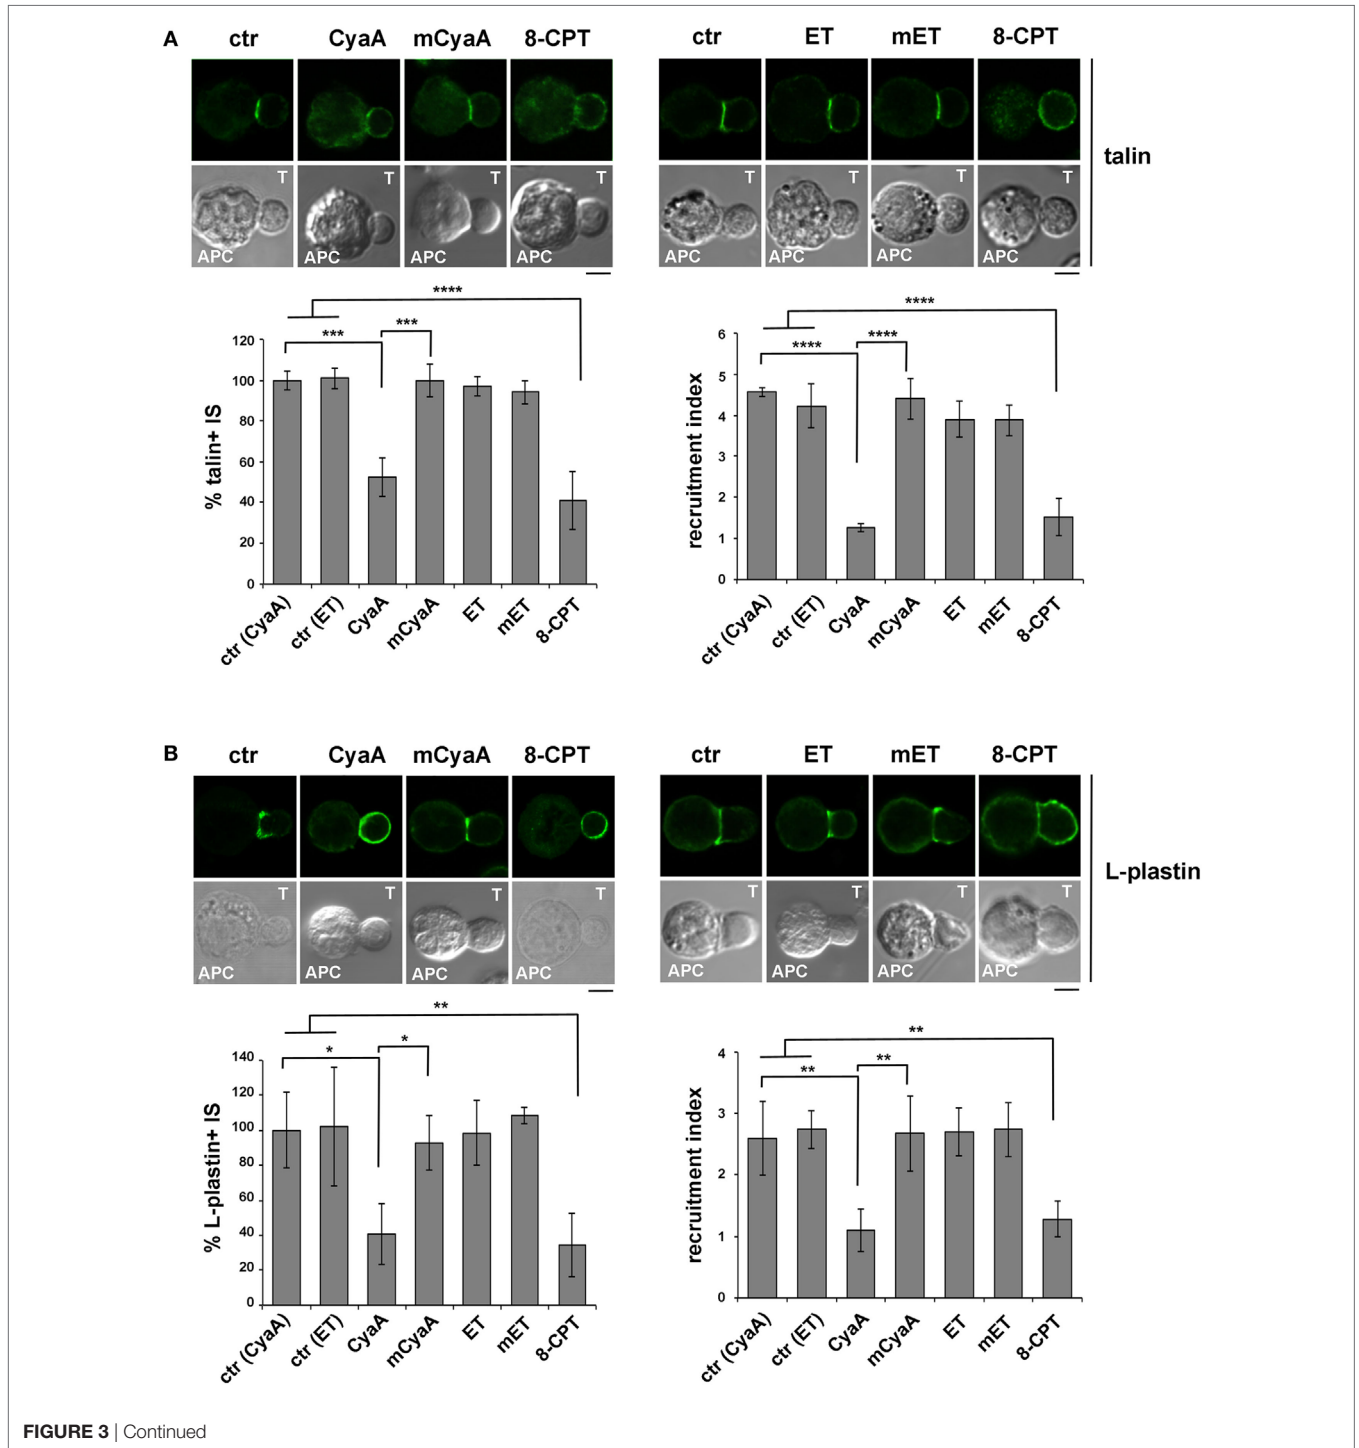 A
ctr CyaA mCyaA 8-CPT
T T T T
APC APC APC APC
ctr ET mET 8-CPT
T T T T
APC APC APC APC
talin
****
***
***
% talin+ IS
120
100
80
60
40
20
0
ctr (CyaA) ctr (ET) CyaA mCyaA ET mET 8-CPT
****
****
****
recruitment index
6
5
4
3
2
1
0
ctr (CyaA) ctr (ET) CyaA mCyaA ET mET 8-CPT
B
ctr CyaA mCyaA 8-CPT
T T T T
APC APC APC APC
ctr ET mET 8-CPT
T T T T
APC APC APC APC
L-plastin
**
*
*
% L-plastin+ IS
140
120
100
80
60
40
20
0
ctr (CyaA) ctr (ET) CyaA mCyaA ET mET 8-CPT
**
**
**
recruitment index
4
3
2
1
0
ctr (CyaA) ctr (ET) CyaA mCyaA ET mET 8-CPT
FIGURE 3 | Continued